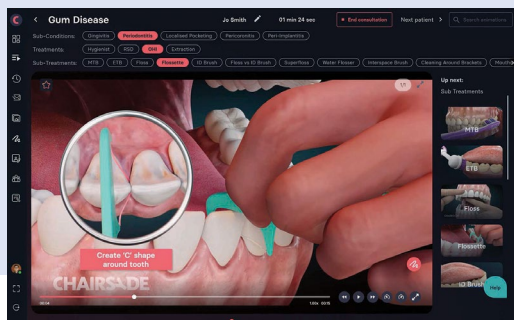 Gum Disease
Jo Smith
01 min 24 sec
End consultation
Next patient
Search animations
Sub-Conditions:
Gingivitis
Periodontitis
Localised Pocketing
Pericoronitis
Peri-Implantitis
Treatments:
Hygienist
RSD
OHI
Extraction
Sub-Treatments:
MTB
ETB
Floss
Flossette
ID Brush
Floss vs ID Brush
Superfloss
Water Flosser
Interspace Brush
Cleaning Around Brackets
Up next:
Sub Treatments
MTB
ETB
Floss
Flossette
ID Brush
Create 'C' shape
around tooth
CHAIRSIDE
1.00x
Help